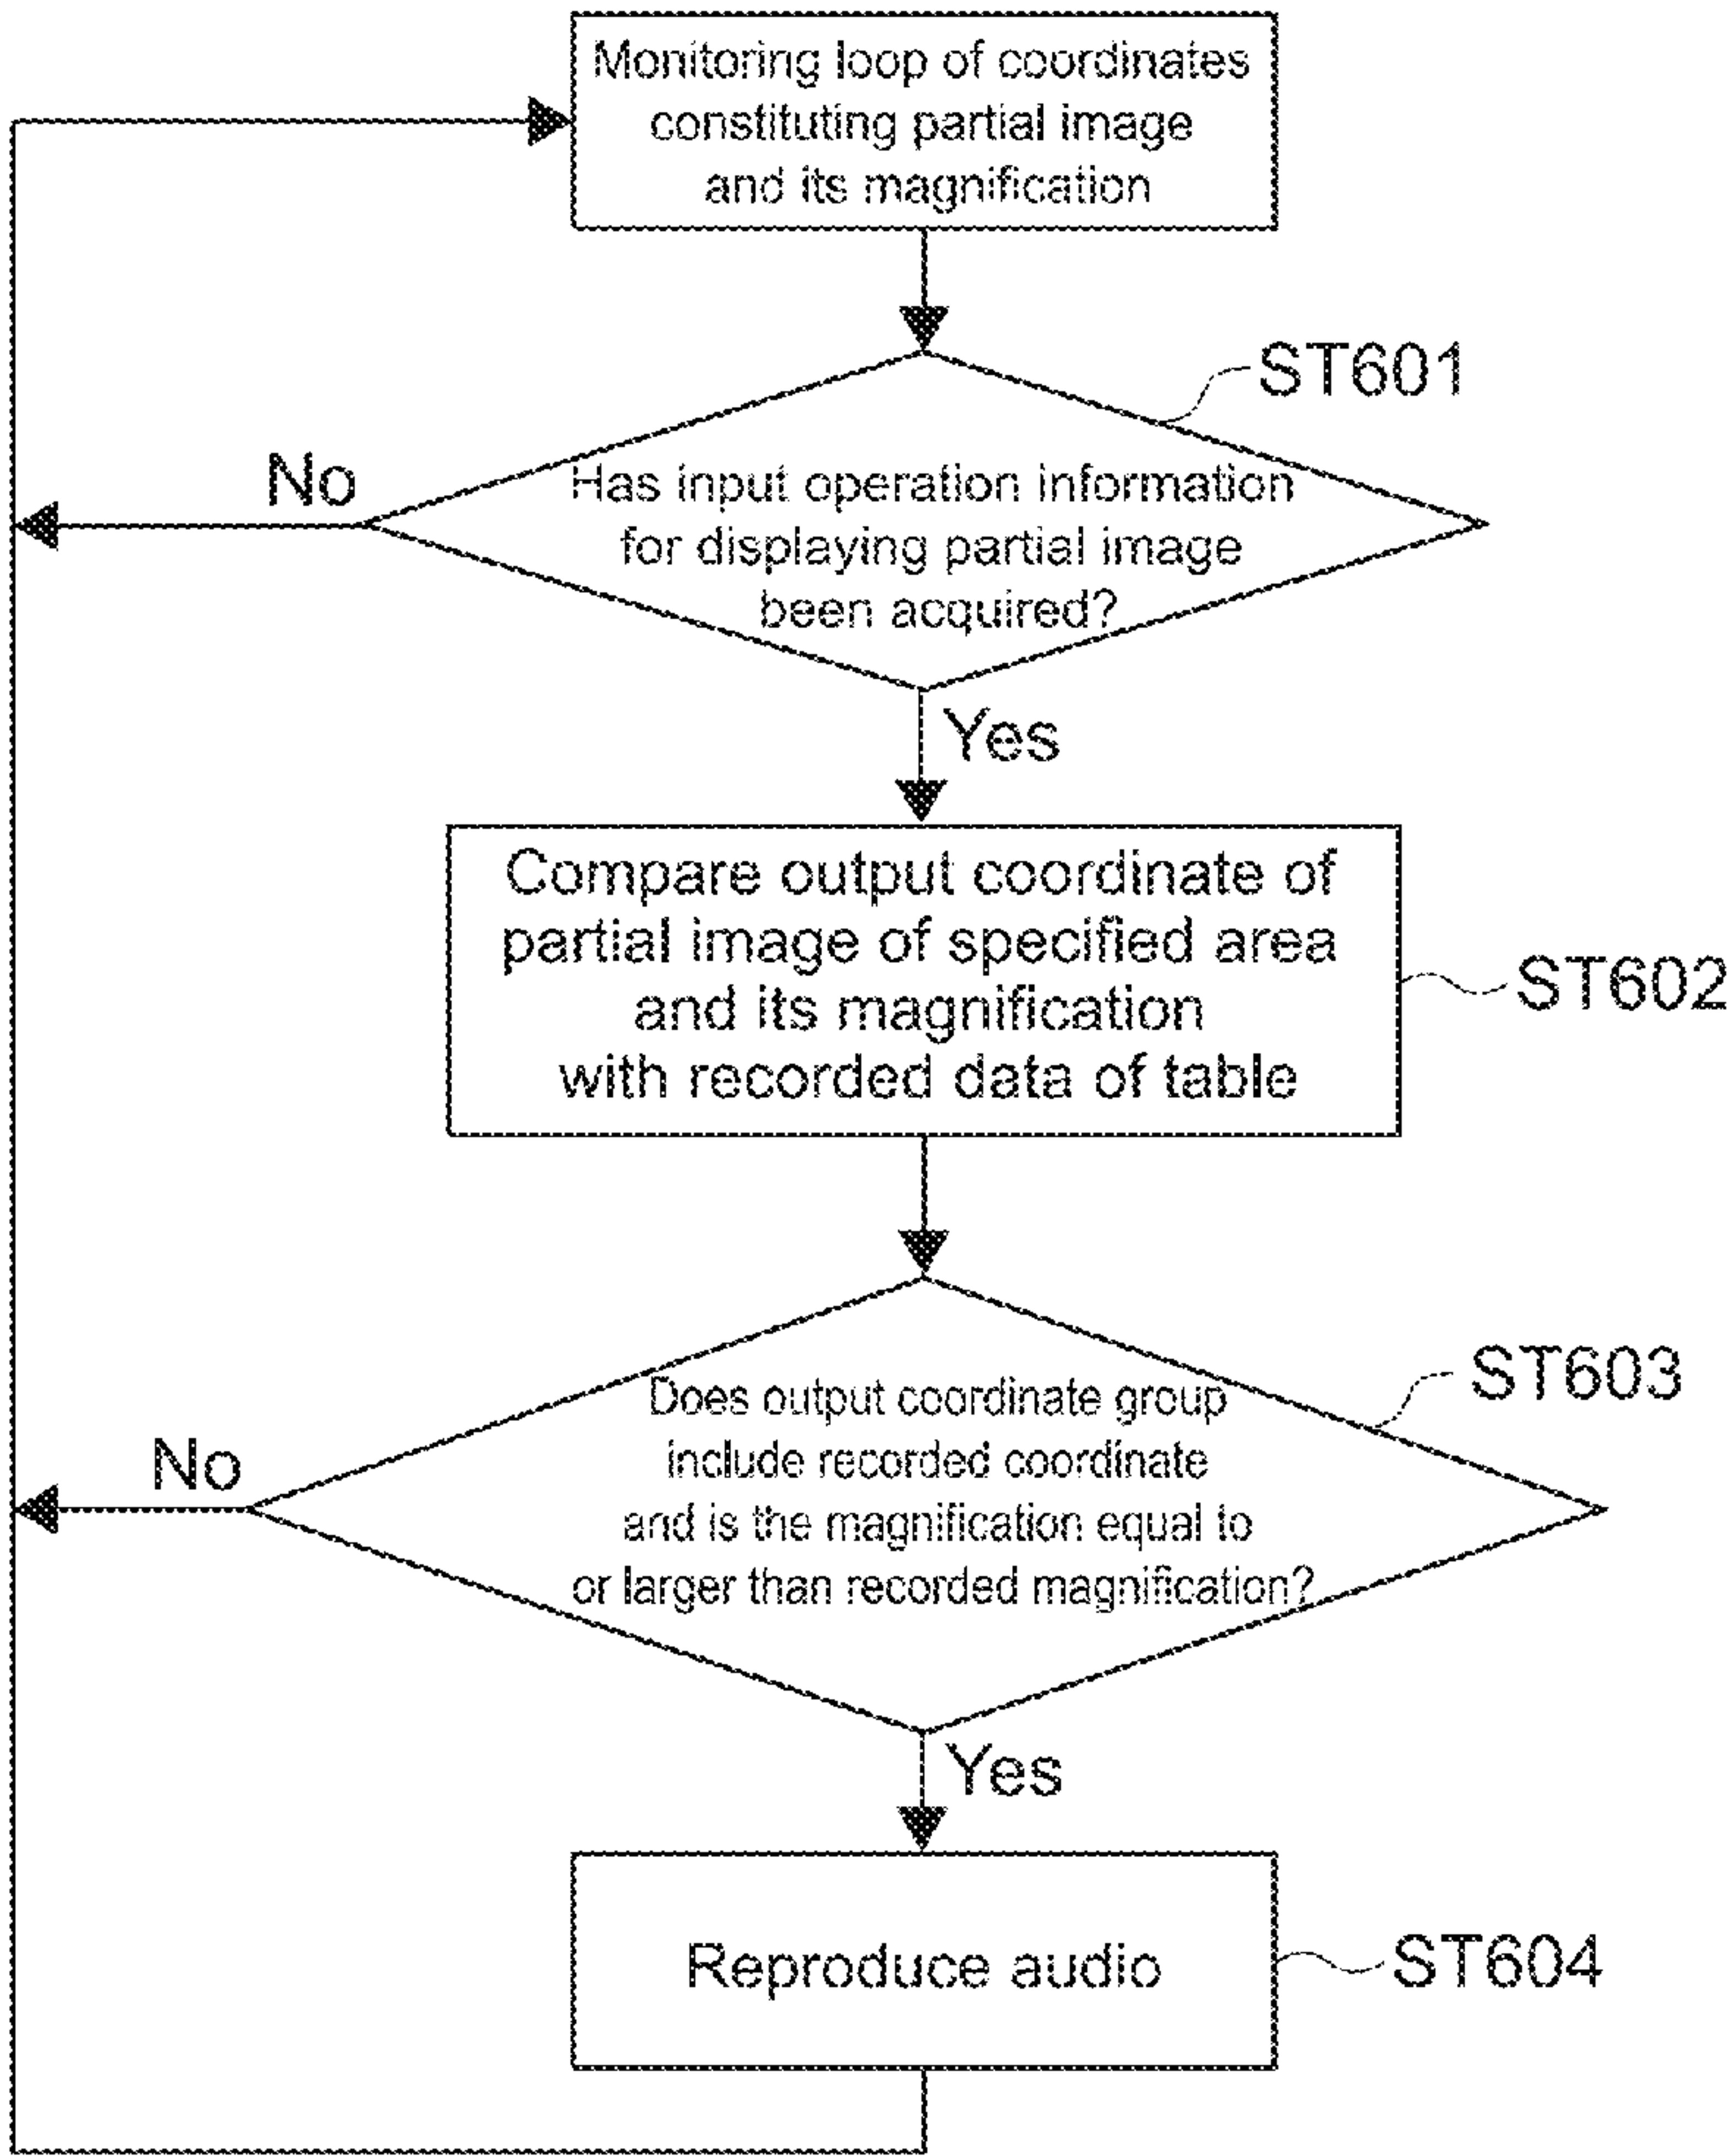 Monitoring loop of coordinates
constituting partial image
and its magnification
ST601
No
Has input operation information
for displaying partial image
been acquired?
Yes
Compare output coordinate of
partial image of specified area
and its magnification
with recorded data of table
ST602
ST603
No
Does output coordinate group
include recorded coordinate
and is the magnification equal to
or larger than recorded magnification?
Yes
Reproduce audio
ST604